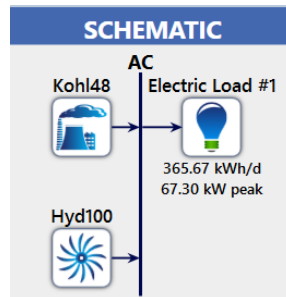 SCHEMATIC
AC
Kohl48
Electric Load #1
365.67 kWh/d
67.30 kW peak
Hyd100